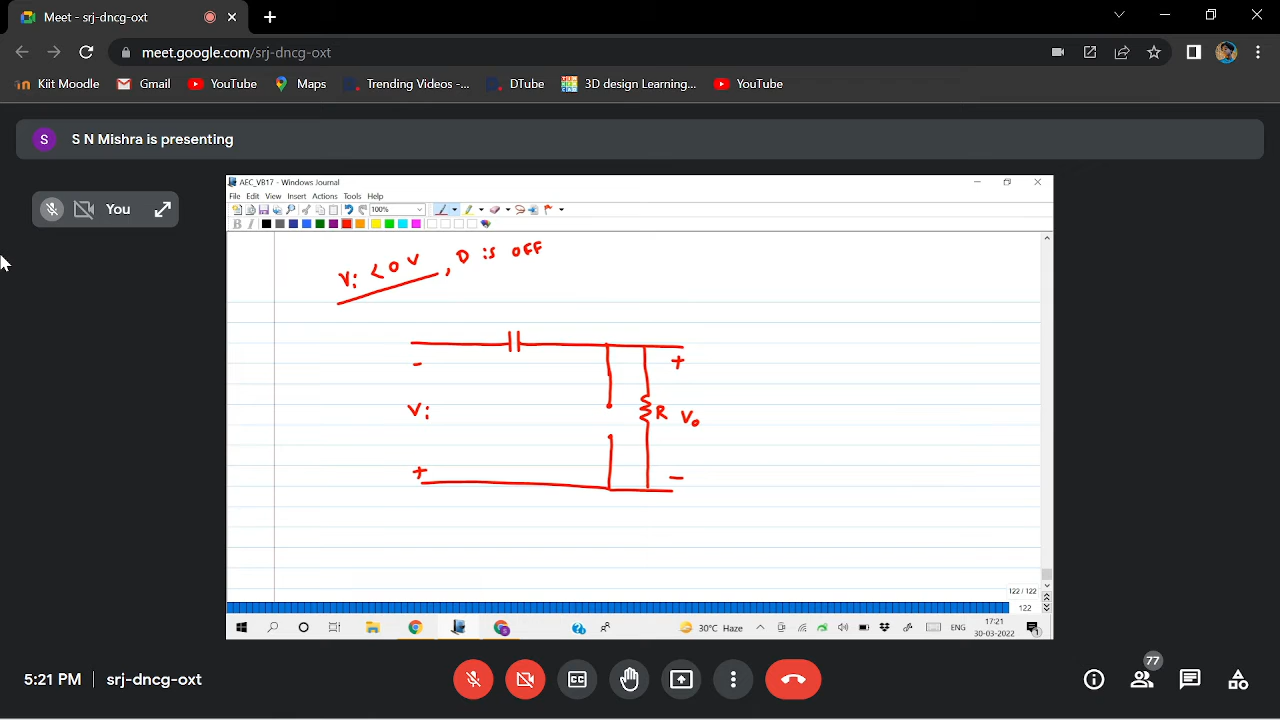 Meet - srj-dncg-oxt
meet.google.com/srj-dncg-oxt
Kiit Moodle
Gmail
YouTube
Maps
Trending Videos -...
DTube
3D design Learning...
YouTube
S
S N Mishra is presenting
You
AEC_VB17 - Windows Journal
File Edit View Insert Actions Tools Help
100%
B I
Vi < 0 V , D is OFF
+
-
Vi
R
Vo
+
-
122 / 122
122
30°C Haze
ENG
17:21
30-03-2022
1
77
5:21 PM | srj-dncg-oxt
CC